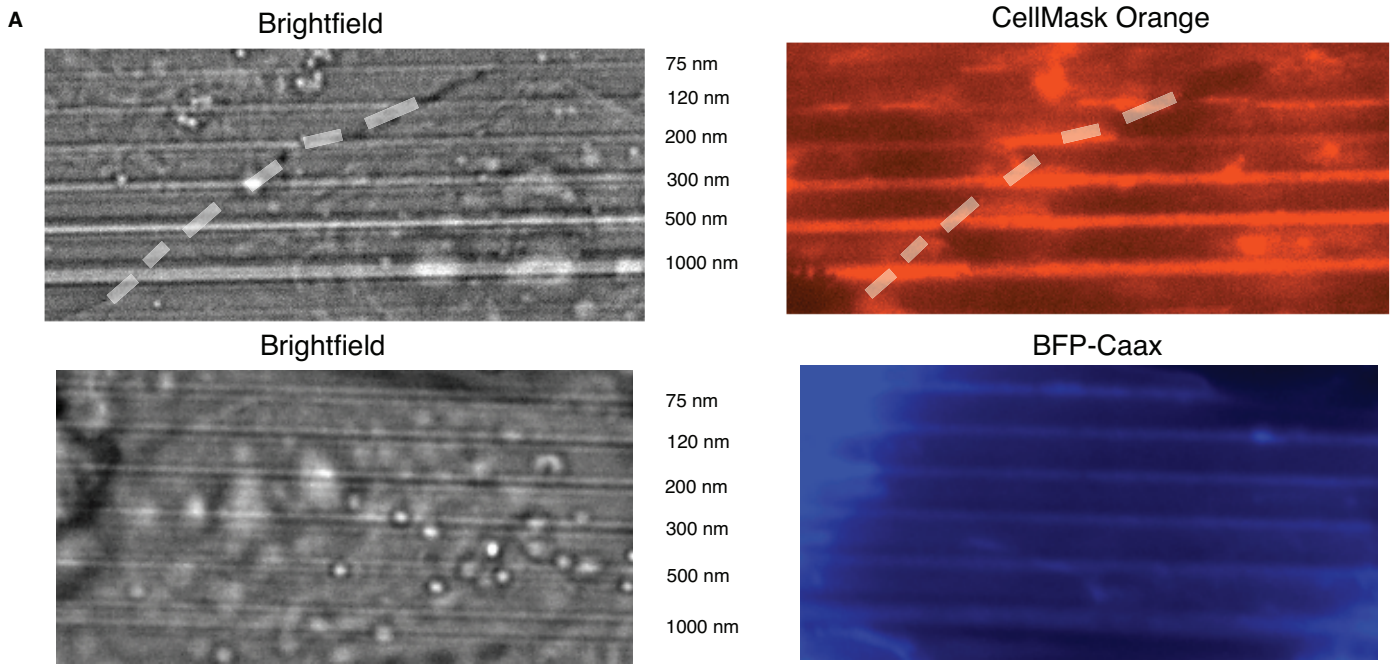 A
Brightfield
CellMask Orange
75 nm
120 nm
200 nm
300 nm
500 nm
1000 nm
Brightfield
BFP-Caax
75 nm
120 nm
200 nm
300 nm
500 nm
1000 nm